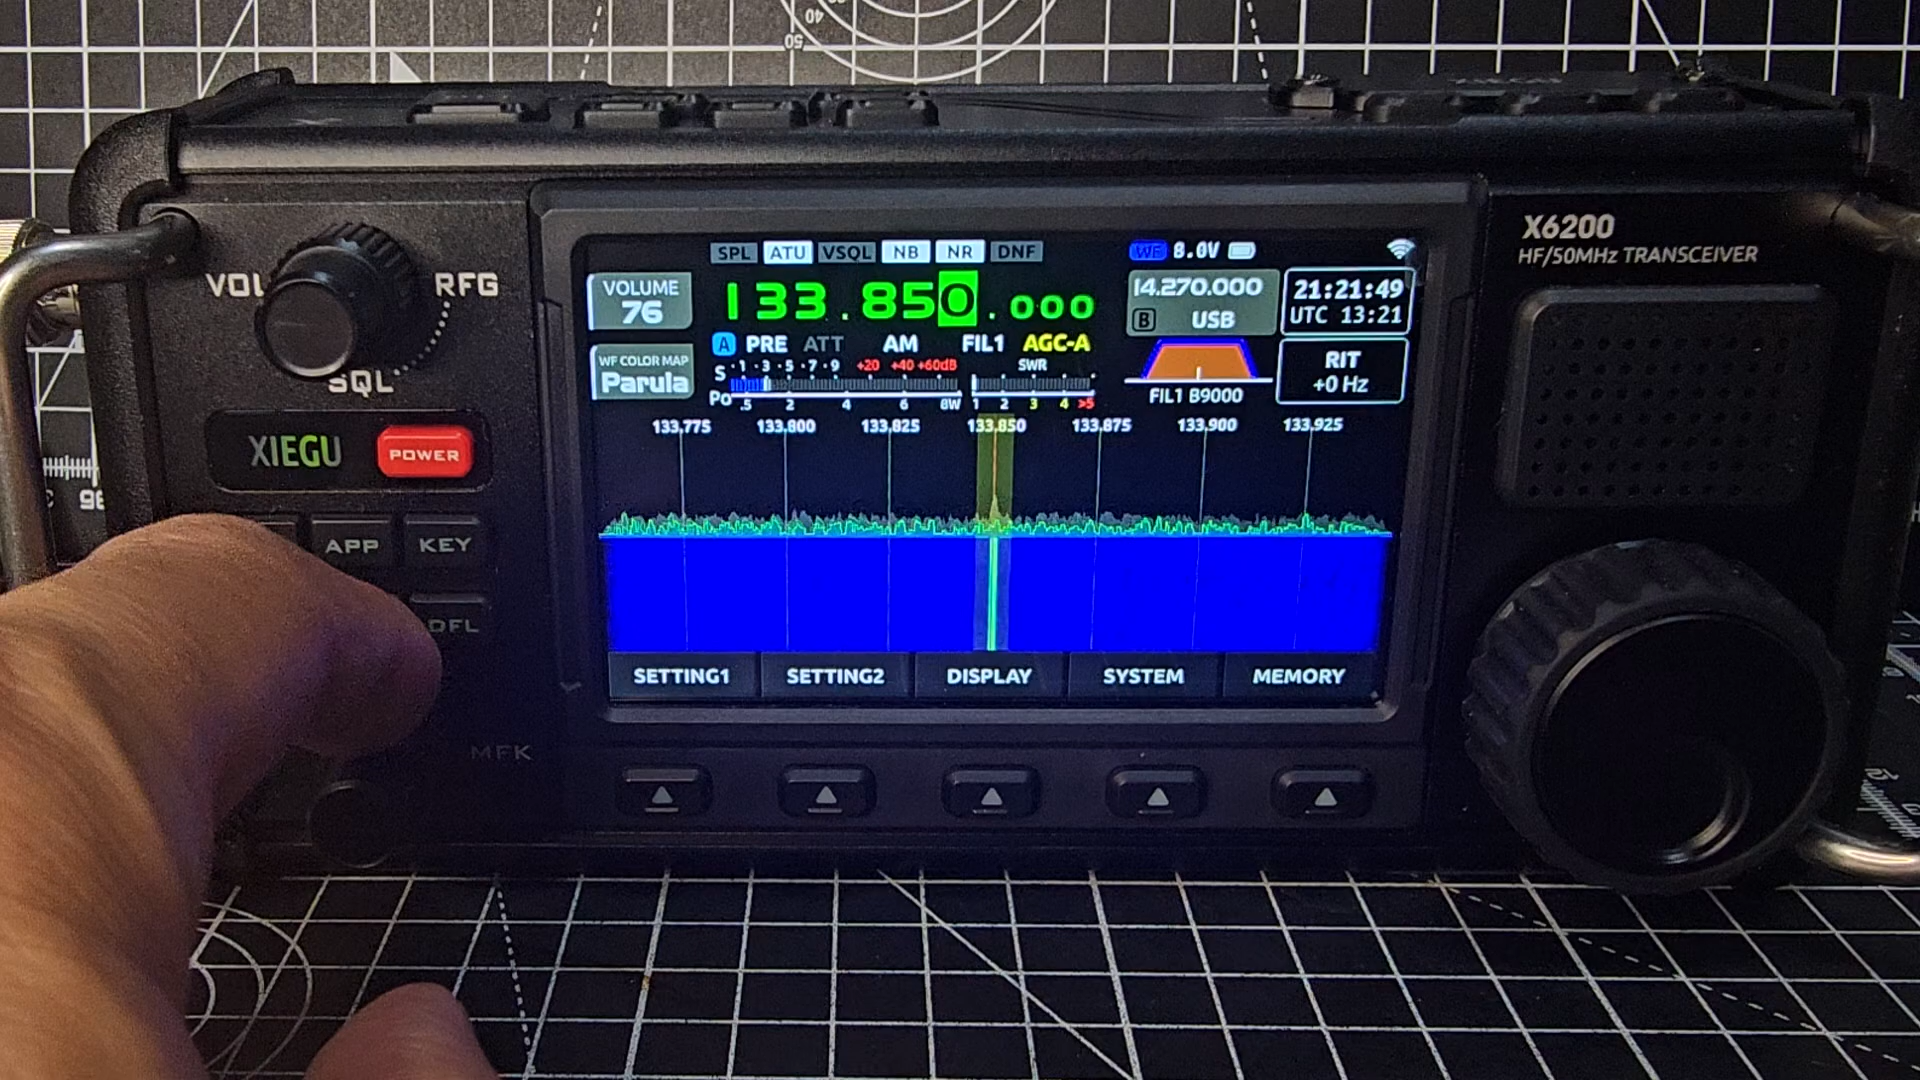 40
50
X6200
HF/50MHz TRANSCEIVER
VOL
RFG
SQL
XIEGU
POWER
APP
KEY
DFL
MFK
SPL ATU VSQL NB NR DNF
WF 8.0V
VOLUME
76
133.850.000
14.270.000
B USB
21:21:49
UTC 13:21
A PRE ATT AM FIL1 AGC-A
WF COLOR MAP
Parula
S 1 3 5 7 9 +20 +40 +60dB SWR
Po .5 2 4 6 8W 1 2 3 4 >5
FIL1 B9000
RIT
+0 Hz
133.775 133.800 133.825 133.850 133.875 133.900 133.925
SETTING1 SETTING2 DISPLAY SYSTEM MEMORY